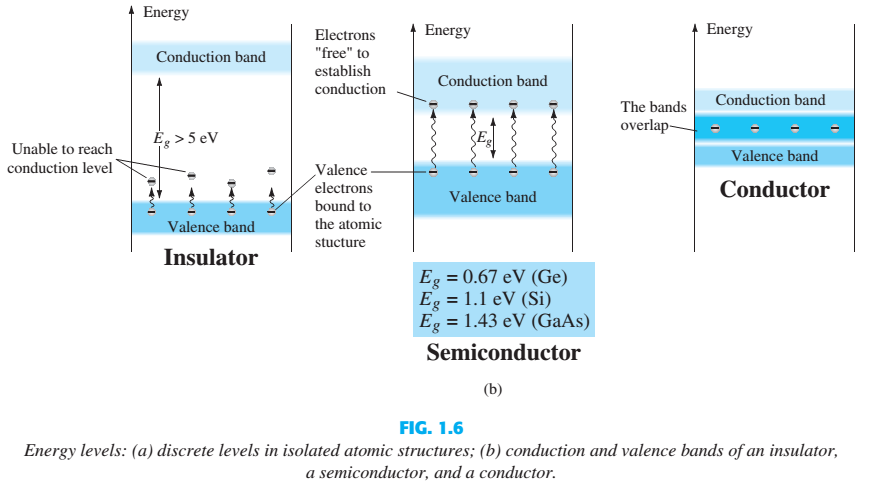 Energy
Conduction band
E_g > 5 eV
Unable to reach
conduction level
Valence band
Insulator
Electrons
"free" to
establish
conduction
Valence
electrons
bound to
the atomic
stucture
Energy
Conduction band
E_g
Valence band
E_g = 0.67 eV (Ge)
E_g = 1.1 eV (Si)
E_g = 1.43 eV (GaAs)
Semiconductor
Energy
The bands
overlap
Conduction band
Valence band
Conductor
(b)
FIG. 1.6
Energy levels: (a) discrete levels in isolated atomic structures; (b) conduction and valence bands of an insulator,
a semiconductor, and a conductor.